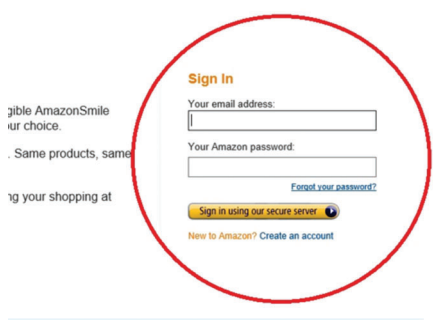 Sign In
Your email address:
gible AmazonSmile
ur choice.
Your Amazon password:
. Same products, same
Forgot your password?
ng your shopping at
Sign in using our secure server
New to Amazon? Create an account